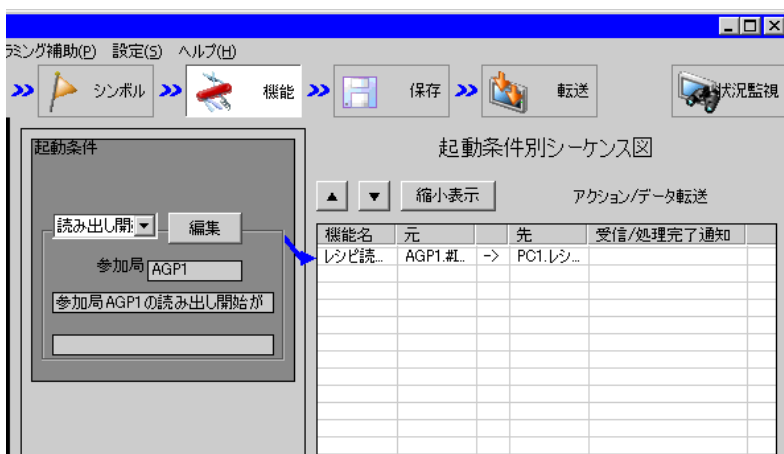 ラミング補助(P) 設定(S) ヘルプ(H)
シンボル 機能 保存 転送 状況監視
起動条件
起動条件別シーケンス図
縮小表示 アクション/データ転送
読み出し開 編集
機能名 元 先 受信/処理完了通知
レシピ読... AGP1.#I.. -> PC1.レシ...
参加局 AGP1
参加局AGP1の読み出し開始が